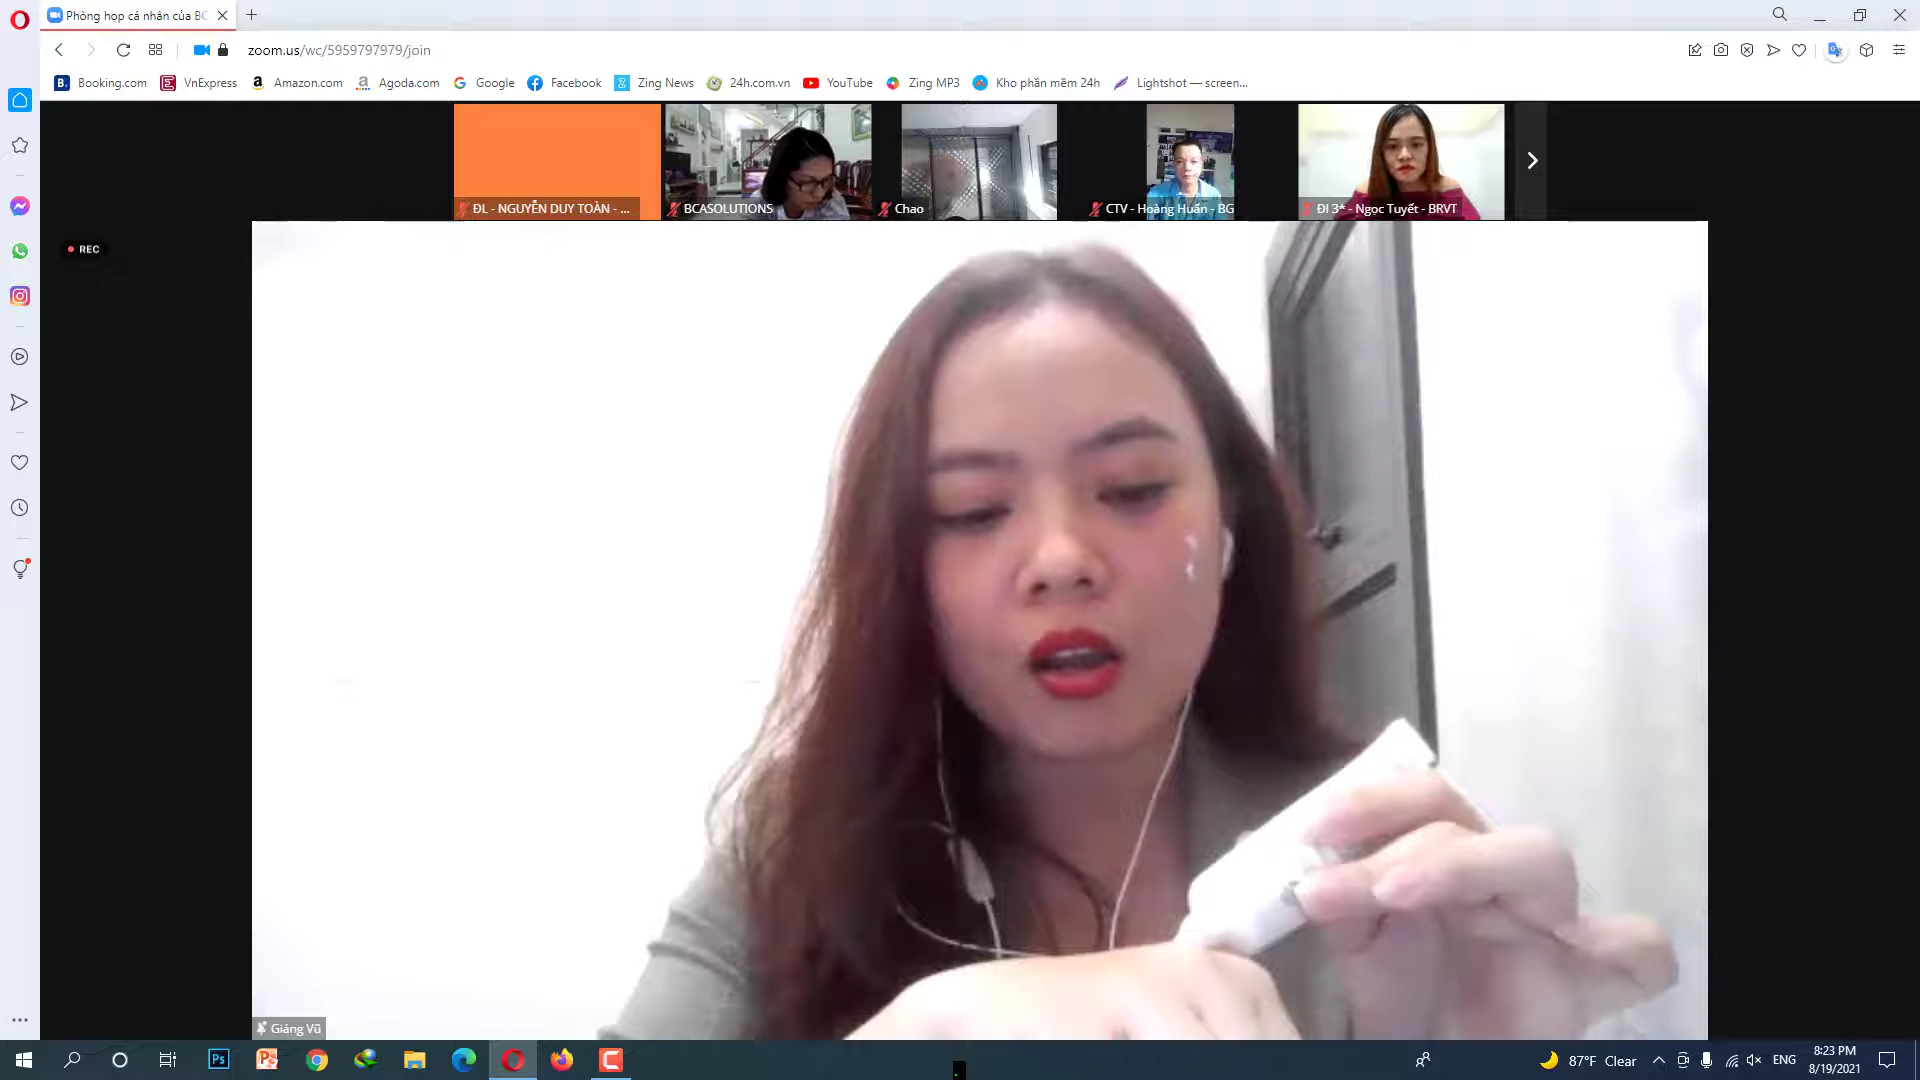 Phòng họp cá nhân của BC
zoom.us/wc/5959797979/join
Booking.com VnExpress Amazon.com Agoda.com Google Facebook Zing News 24h.com.vn YouTube Zing MP3 Kho phần mềm 24h Lightshot — screen...
ĐL - NGUYỄN DUY TOÀN - ... BCASOLUTIONS Chao CTV - Hoàng Huấn - BG ĐI 3* - Ngọc Tuyết - BRVT
REC
Giáng Vũ
87°F Clear ENG 8:23 PM
8/19/2021